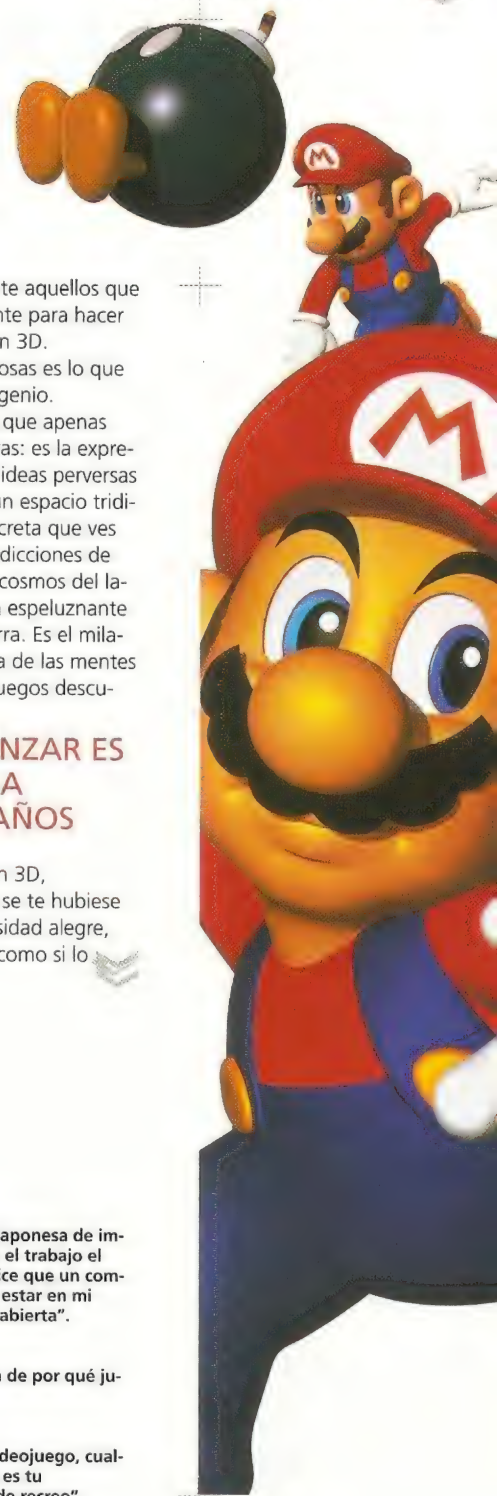 te aquellos que
nte para hacer
n 3D.
osas es lo que
genio.
que apenas
as: es la expre-
ideas perversas
un espacio tridi-
creta que ves
dicciones de
cosmos del la-
espeluznante
rra. Es el mila-
a de las mentes
uegos descu-
NZAR ES
A
AÑOS
n 3D,
se te hubiese
sidad alegre,
como si lo
aponesa de im-
el trabajo el
ice que un com-
estar en mi
abierta".
de por qué ju-
deojuego, cual-
es tu
de recreo"
M
M